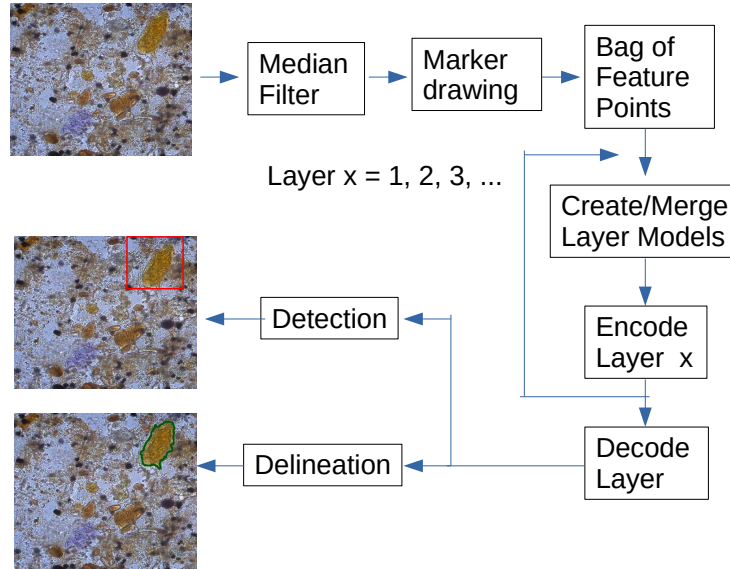 Median
Filter
Marker
drawing
Bag of
Feature
Points
Layer x = 1, 2, 3, ...
Create/Merge
Layer Models
Encode
Layer x
Detection
Decode
Layer
Delineation